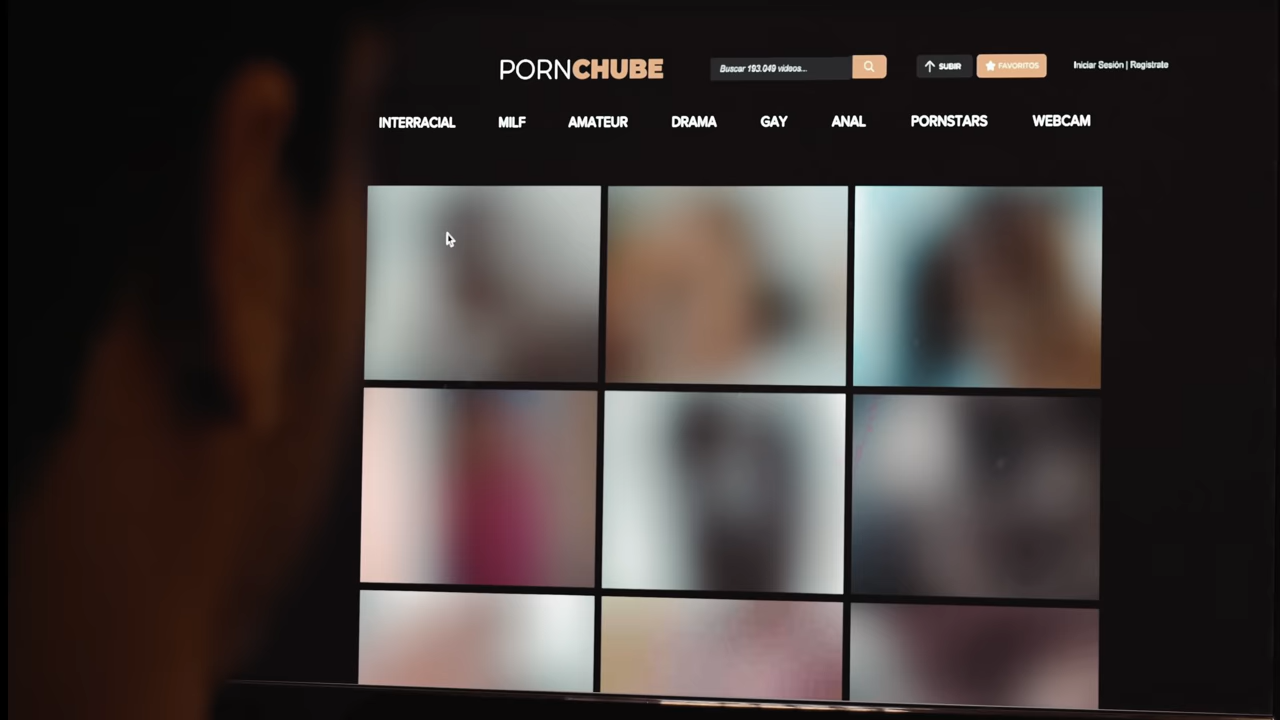 PORNCHUBE
Buscar 193.049 videos...
SUBIR
FAVORITOS
Iniciar Sesión | Registrate
INTERRACIAL MILF AMATEUR DRAMA GAY ANAL PORNSTARS WEBCAM